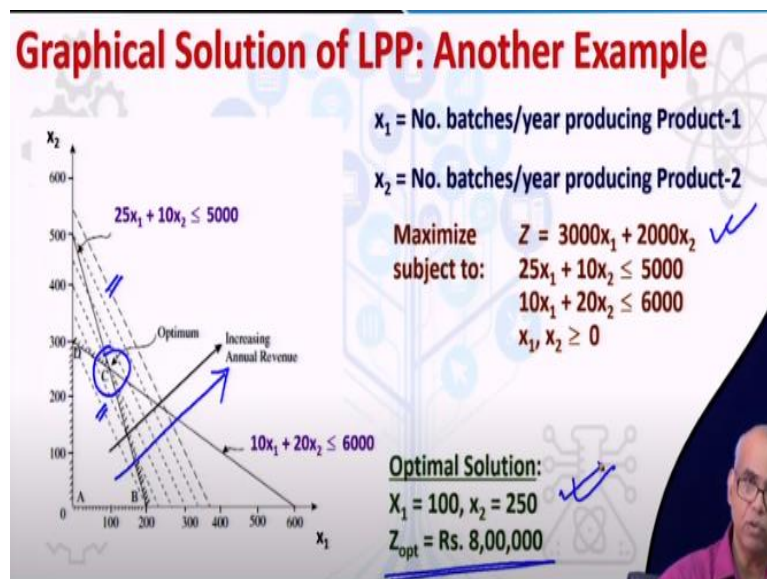 Graphical Solution of LPP: Another Example
x₁ = No. batches/year producing Product-1
x₂ = No. batches/year producing Product-2
Maximize Z = 3000x₁ + 2000x₂
subject to: 25x₁ + 10x₂ ≤ 5000
10x₁ + 20x₂ ≤ 6000
x₁, x₂ ≥ 0
Optimal Solution:
X₁ = 100, x₂ = 250
Zopt = Rs. 8,00,000
x₂
600
500
400
300
200
100
0
100
200
300
400
500
600
x₁
25x₁ + 10x₂ ≤ 5000
Optimum
Increasing
Annual Revenue
10x₁ + 20x₂ ≤ 6000
A
B
C
D